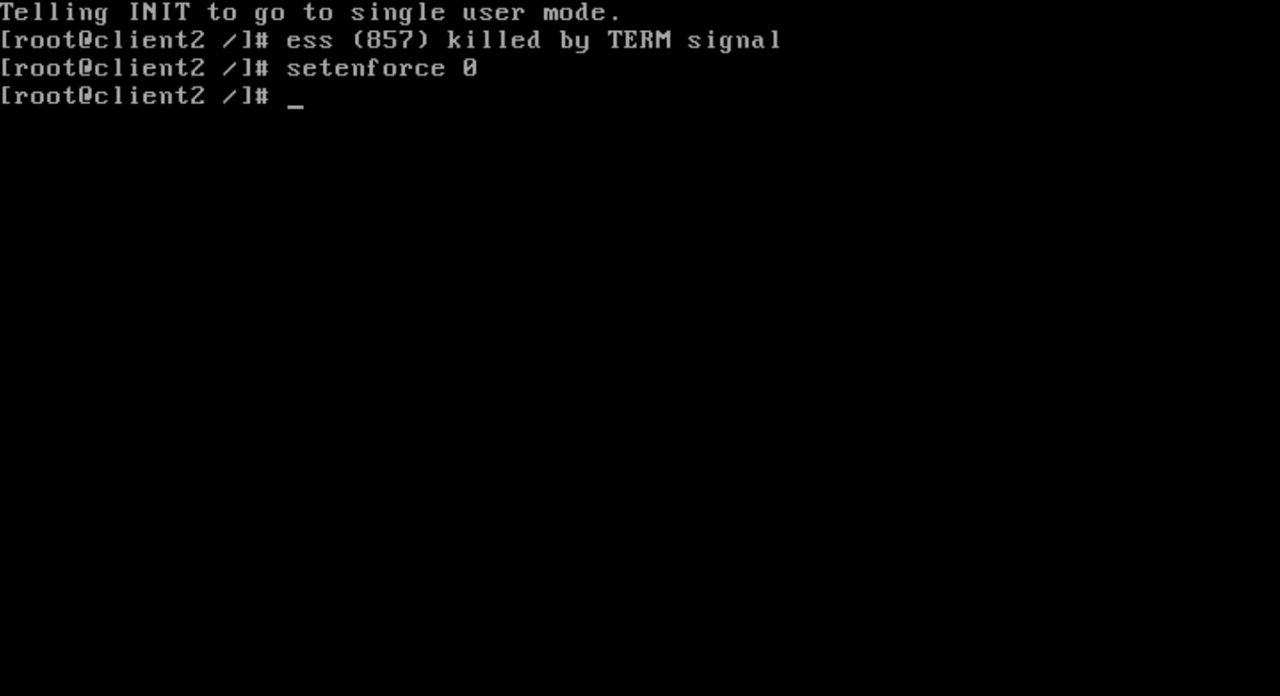 Telling INIT to go to single user mode.
[root@client2 /]# ess (857) killed by TERM signal
[root@client2 /]# setenforce 0
[root@client2 /]# _